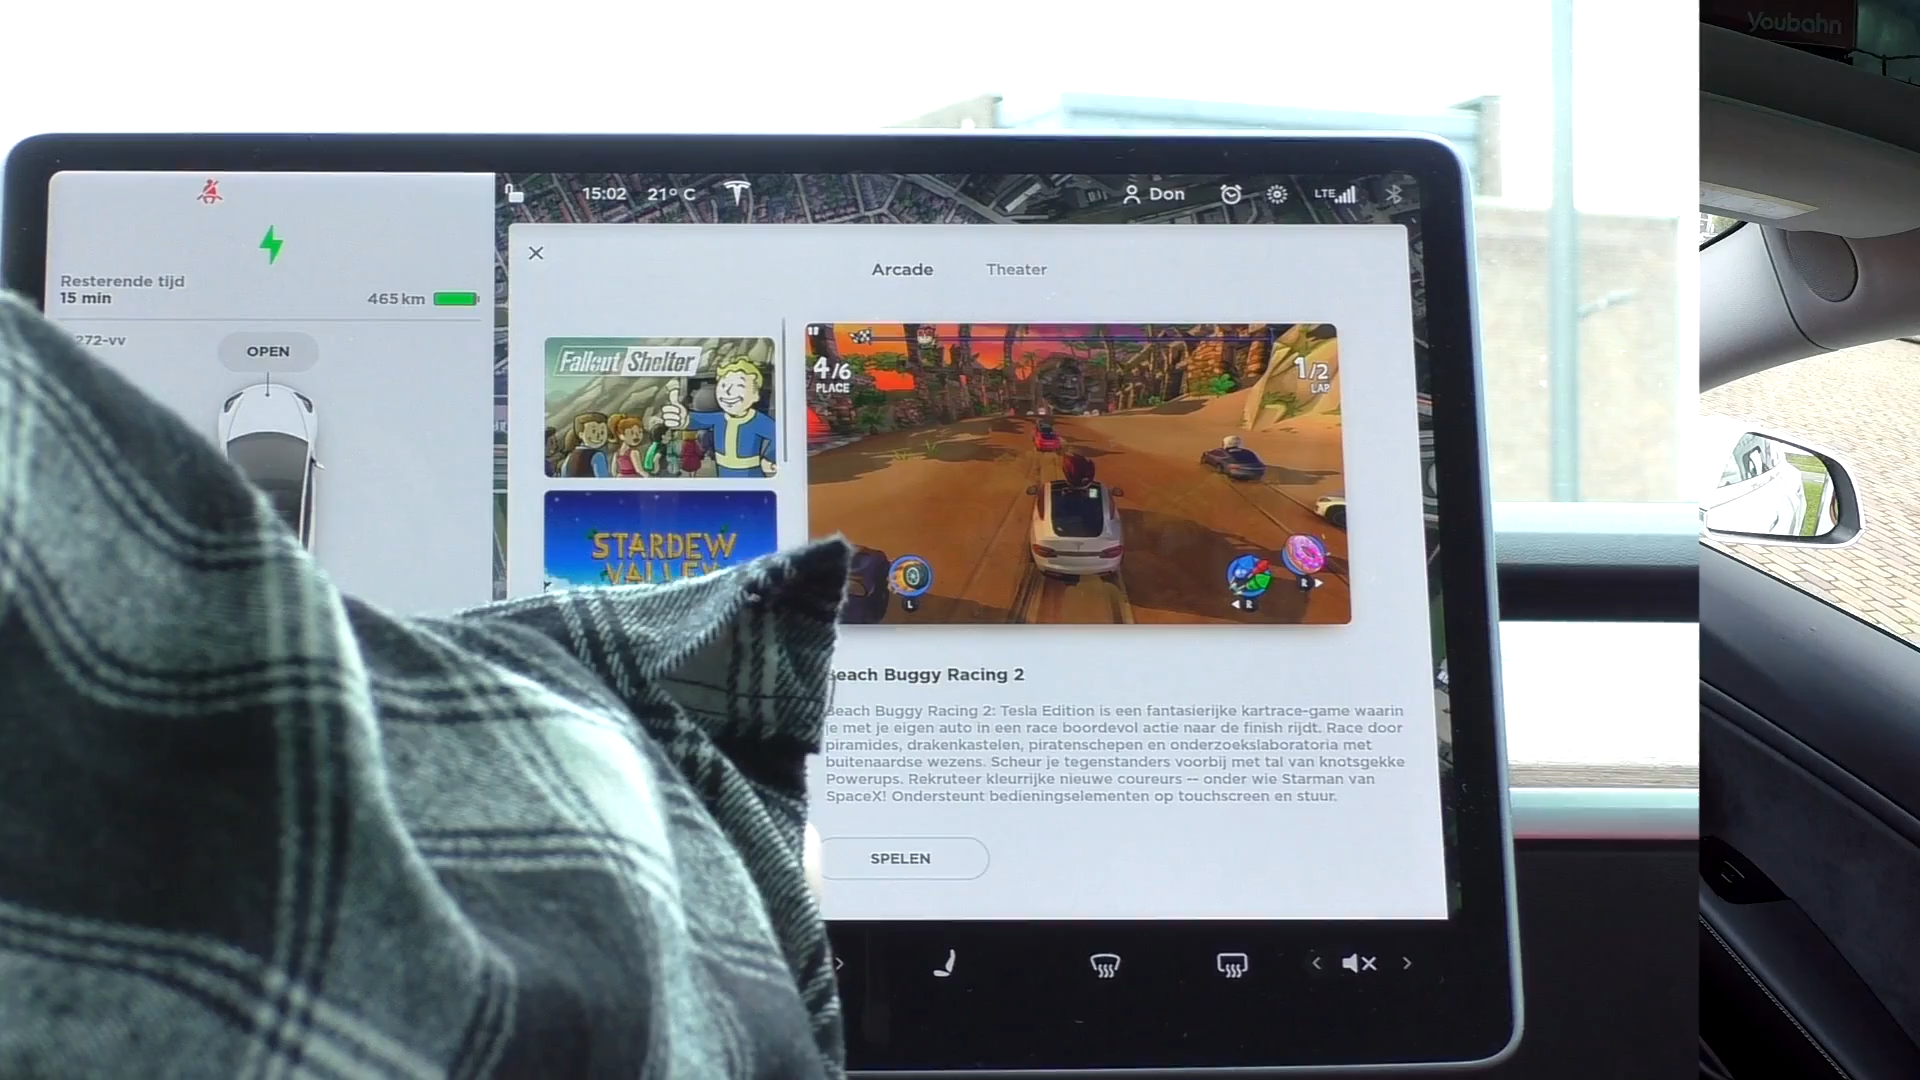 Youbahn
15:02
21° C
Don
LTE
Resterende tijd
15 min
465 km
272-vv
OPEN
Arcade
Theater
Fallout Shelter
STARDEW
VALLEY
4/6
PLACE
1/2
LAP
L
R
R
Beach Buggy Racing 2
Beach Buggy Racing 2: Tesla Edition is een fantasierijke kartrace-game waarin
je met je eigen auto in een race boordevol actie naar de finish rijdt. Race door
piramides, drakenkastelen, piratenschepen en onderzoekslaboratoria met
buitenaardse wezens. Scheur je tegenstanders voorbij met tal van knotsgekke
Powerups. Rekruteer kleurrijke nieuwe coureurs -- onder wie Starman van
SpaceX! Ondersteunt bedieningselementen op touchscreen en stuur.
SPELEN